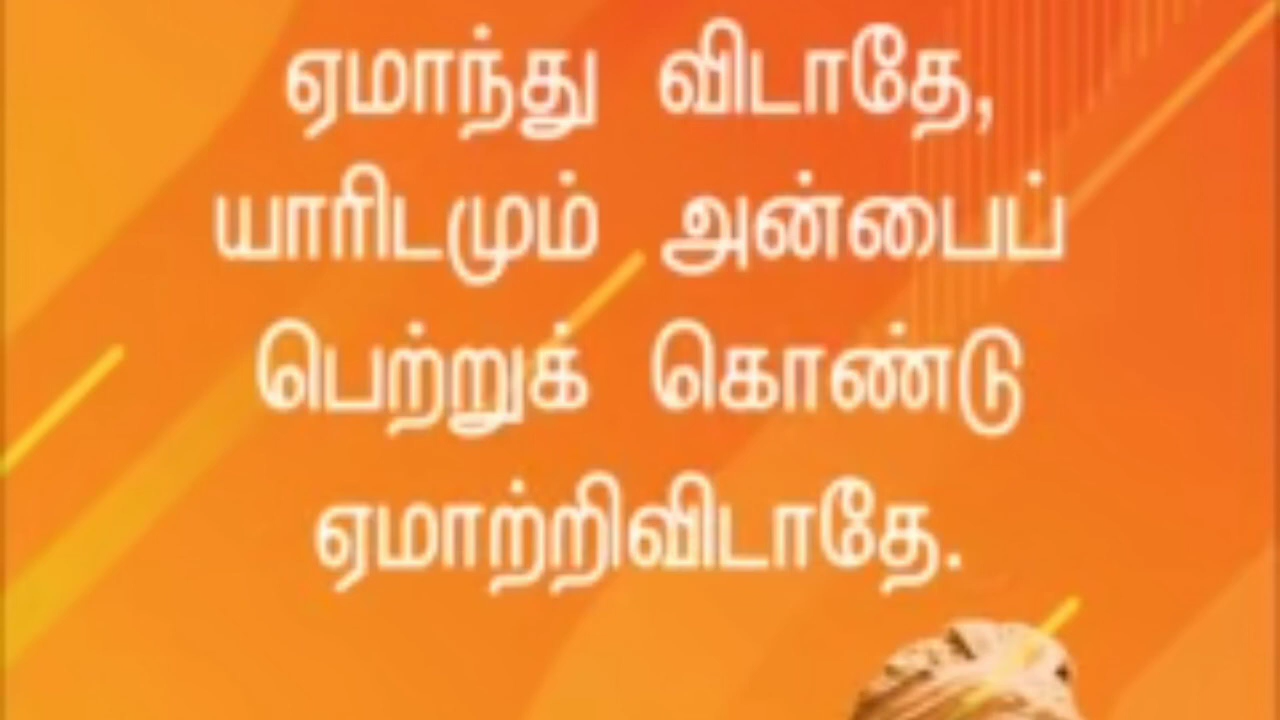 ஏமாந்து விடாதே,
யாரிடமும் அன்பைப்
பெற்றுக் கொண்டு
ஏமாற்றிவிடாதே.